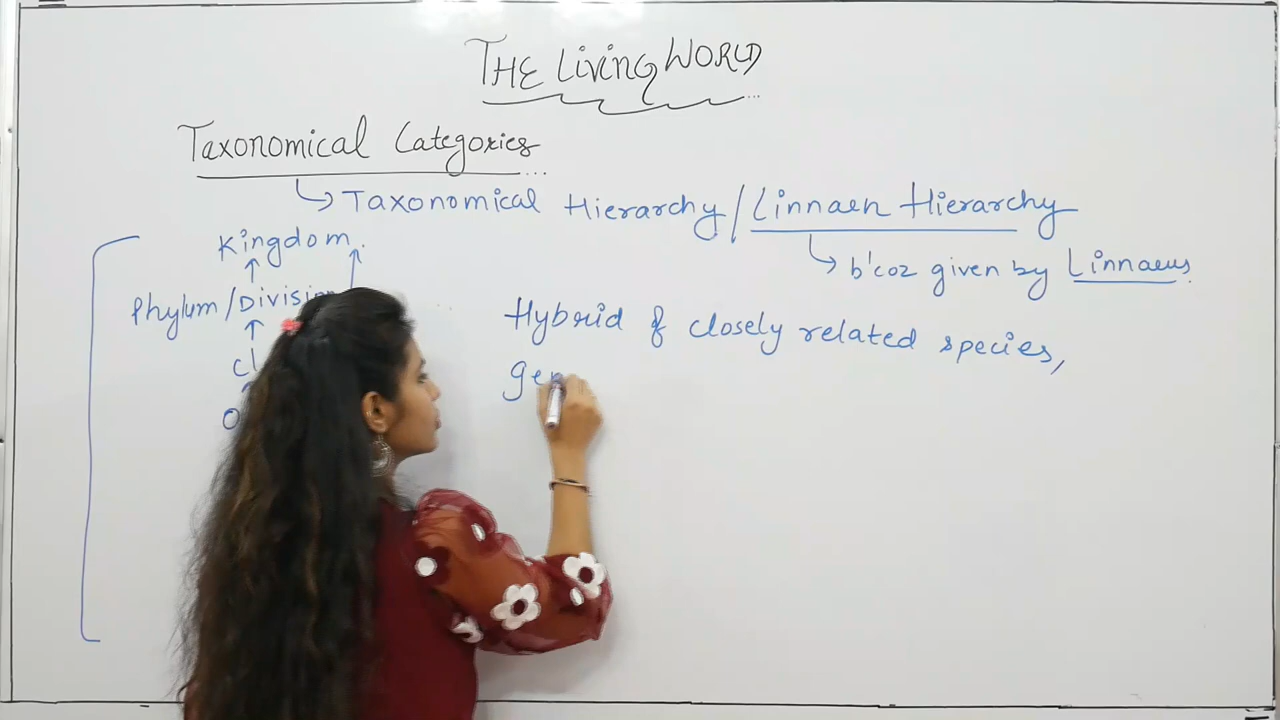 THE LIVING WORLD
Taxonomical Categories
Taxonomical Hierarchy / Linnaen Hierarchy
b'coz given by Linnaeus.
Kingdom
Phylum/Division
Hybrid of closely related species,